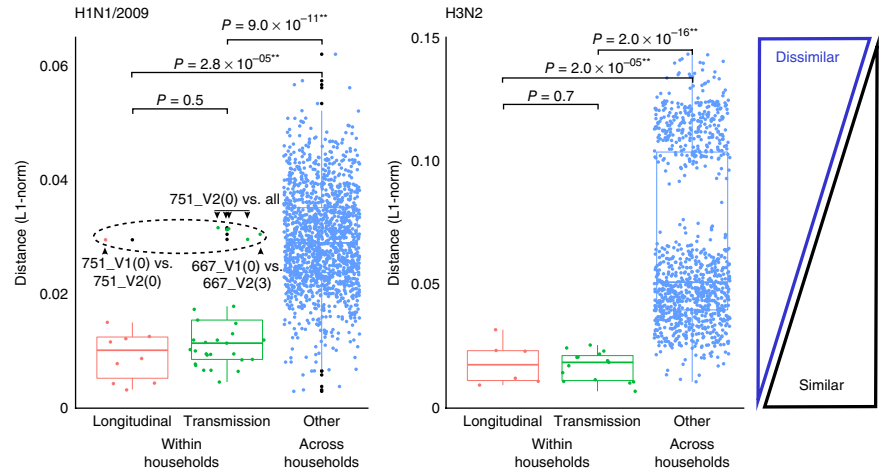 H1N1/2009
P = 9.0 × 10⁻¹¹**
P = 2.8 × 10⁻⁰⁵**
P = 0.5
Distance (L1-norm)
0.06
0.04
0.02
0
751_V2(0) vs. all
751_V1(0) vs.
751_V2(0)
667_V1(0) vs.
667_V2(3)
Longitudinal
Transmission
Other
Within
households
Across
households
H3N2
P = 2.0 × 10⁻¹⁶**
P = 2.0 × 10⁻⁰⁵**
P = 0.7
Distance (L1-norm)
0.15
0.10
0.05
0
Longitudinal
Transmission
Other
Within
households
Across
households
Dissimilar
Similar